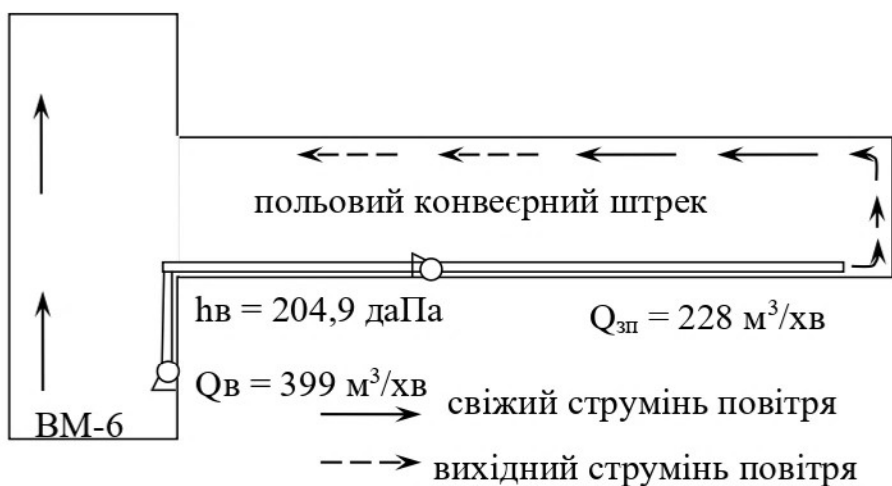 польовий конвеєрний штрек
hв = 204,9 даПа
Qзп = 228 м³/хв
Qв = 399 м³/хв
ВМ-6
свіжий струмінь повітря
вихідний струмінь повітря